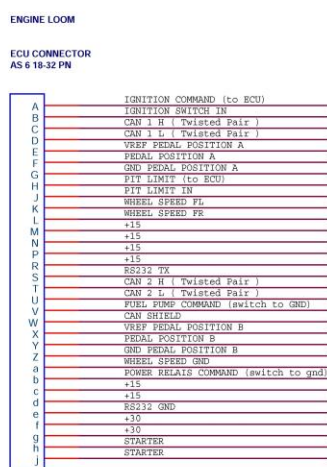 ENGINE LOOM
ECU CONNECTOR
AS 6 18-32 PN
A IGNITION COMMAND (to ECU)
B IGNITION SWITCH IN
C CAN 1 H ( Twisted Pair )
D CAN 1 L ( Twisted Pair )
E VREF PEDAL POSITION A
F PEDAL POSITION A
G GND PEDAL POSITION A
H PIT LIMIT (to ECU)
J PIT LIMIT IN
K WHEEL SPEED FL
L WHEEL SPEED FR
M +15
N +15
P +15
R +15
S RS232 TX
T CAN 2 H ( Twisted Pair )
U CAN 2 L ( Twisted Pair )
V FUEL PUMP COMMAND (switch to GND)
W CAN SHIELD
X VREF PEDAL POSITION B
Y PEDAL POSITION B
Z GND PEDAL POSITION B
a WHEEL SPEED GND
b POWER RELAIS COMMAND (switch to gnd)
c +15
d +15
e RS232 GND
f +30
g +30
h STARTER
j STARTER